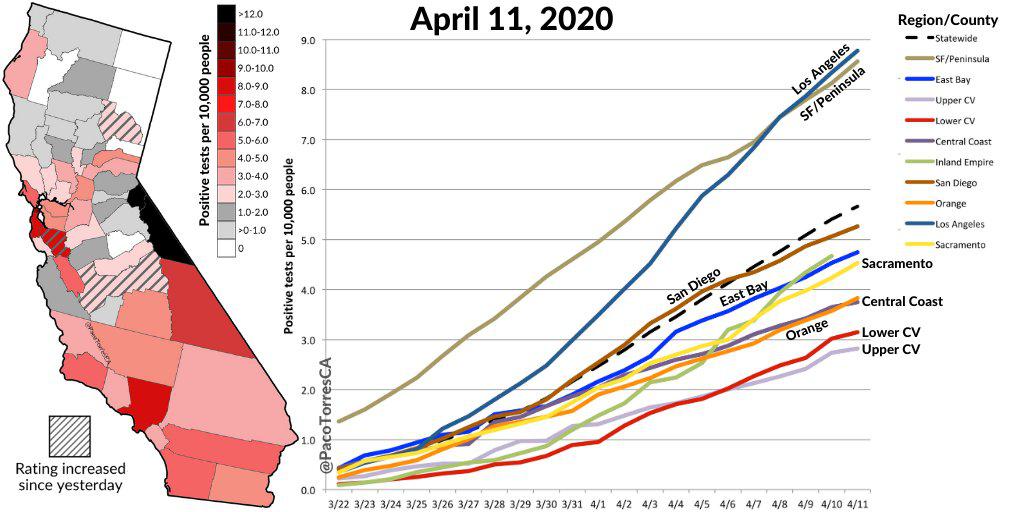 April 11, 2020
Positive tests per 10,000 people
>12.0
11.0-12.0
10.0-11.0
9.0-10.0
8.0-9.0
7.0-8.0
6.0-7.0
5.0-6.0
4.0-5.0
3.0-4.0
2.0-3.0
1.0-2.0
>0-1.0
0
@PacoTorresCA
Rating increased
since yesterday
Positive tests per 10,000 people
9.0
8.0
7.0
6.0
5.0
4.0
3.0
2.0
1.0
0.0
3/22 3/23 3/24 3/25 3/26 3/27 3/28 3/29 3/30 3/31 4/1 4/2 4/3 4/4 4/5 4/6 4/7 4/8 4/9 4/10 4/11
@PacoTorresCA
Los Angeles
SF/Peninsula
San Diego
East Bay
Orange
Sacramento
Central Coast
Lower CV
Upper CV
Region/County
Statewide
SF/Peninsula
East Bay
Upper CV
Lower CV
Central Coast
Inland Empire
San Diego
Orange
Los Angeles
Sacramento